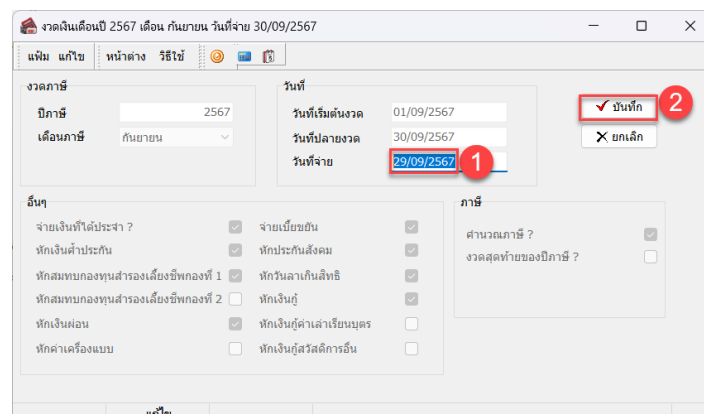 งวดเงินเดือนปี 2567 เดือน กันยายน วันที่จ่าย 30/09/2567
แฟ้ม แก้ไข หน้าต่าง วิธีใช้
งวดภาษี
ปีภาษี 2567
เดือนภาษี กันยายน
วันที่
วันที่เริ่มต้นงวด 01/09/2567
วันที่ปลายงวด 30/09/2567
วันที่จ่าย 29/09/2567 1
บันทึก 2
ยกเลิก
อื่นๆ
จ่ายเงินที่ได้ประจำ ? จ่ายเบี้ยขยัน
หักเงินค้ำประกัน หักประกันสังคม
หักสมทบกองทุนสำรองเลี้ยงชีพกองที่ 1 หักวันลาเกินสิทธิ
หักสมทบกองทุนสำรองเลี้ยงชีพกองที่ 2 หักเงินกู้
หักเงินผ่อน หักเงินกู้ค่าเล่าเรียนบุตร
หักค่าเครื่องแบบ หักเงินกู้สวัสดิการอื่น
ภาษี
คำนวณภาษี ?
งวดสุดท้ายของปีภาษี ?
แก้ไข